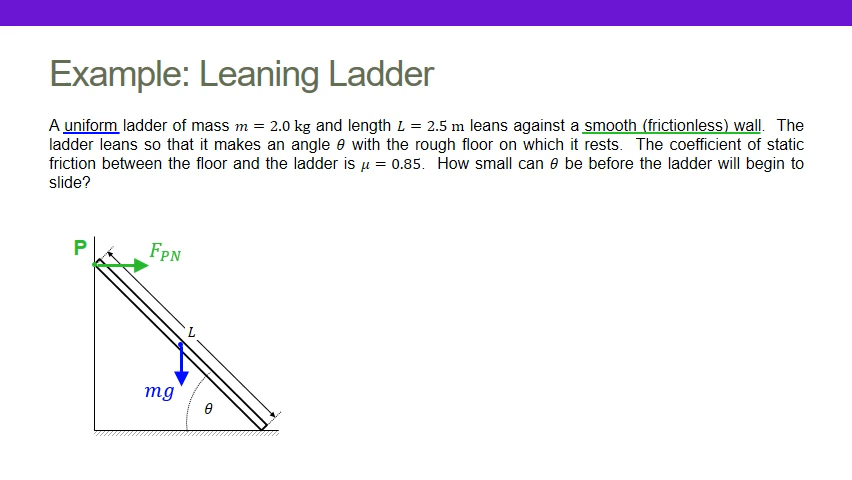 Example: Leaning Ladder
A uniform ladder of mass m = 2.0 kg and length L = 2.5 m leans against a smooth (frictionless) wall. The
ladder leans so that it makes an angle θ with the rough floor on which it rests. The coefficient of static
friction between the floor and the ladder is μ = 0.85. How small can θ be before the ladder will begin to
slide?
P
F_PN
L
mg
θ